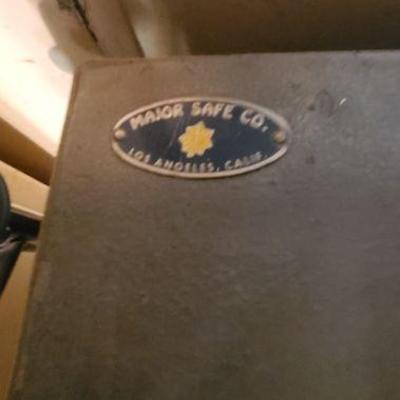 MAJOR SAFE CO.
LOS ANGELES, CALIF.